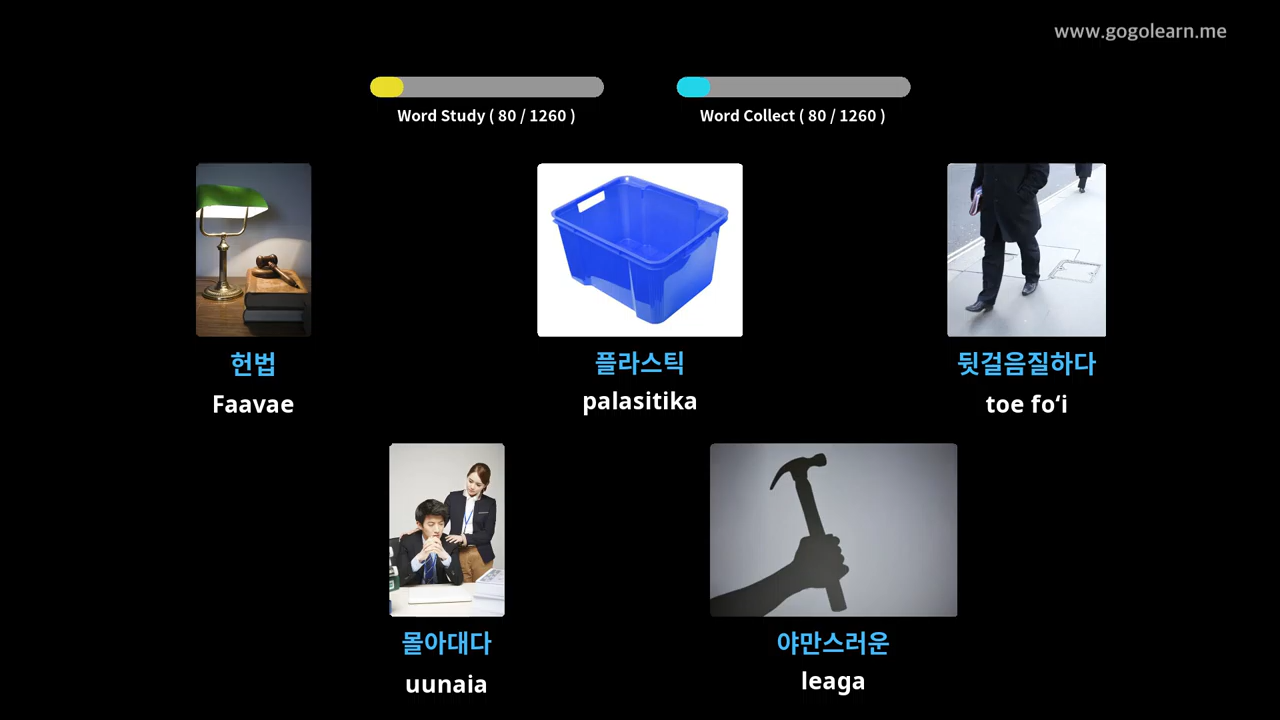 www.gogolearn.me
Word Study ( 80 / 1260 )
Word Collect ( 80 / 1260 )
헌법
Faavae
플라스틱
palasitika
뒷걸음질하다
toe foʻi
몰아대다
uunaia
야만스러운
leaga